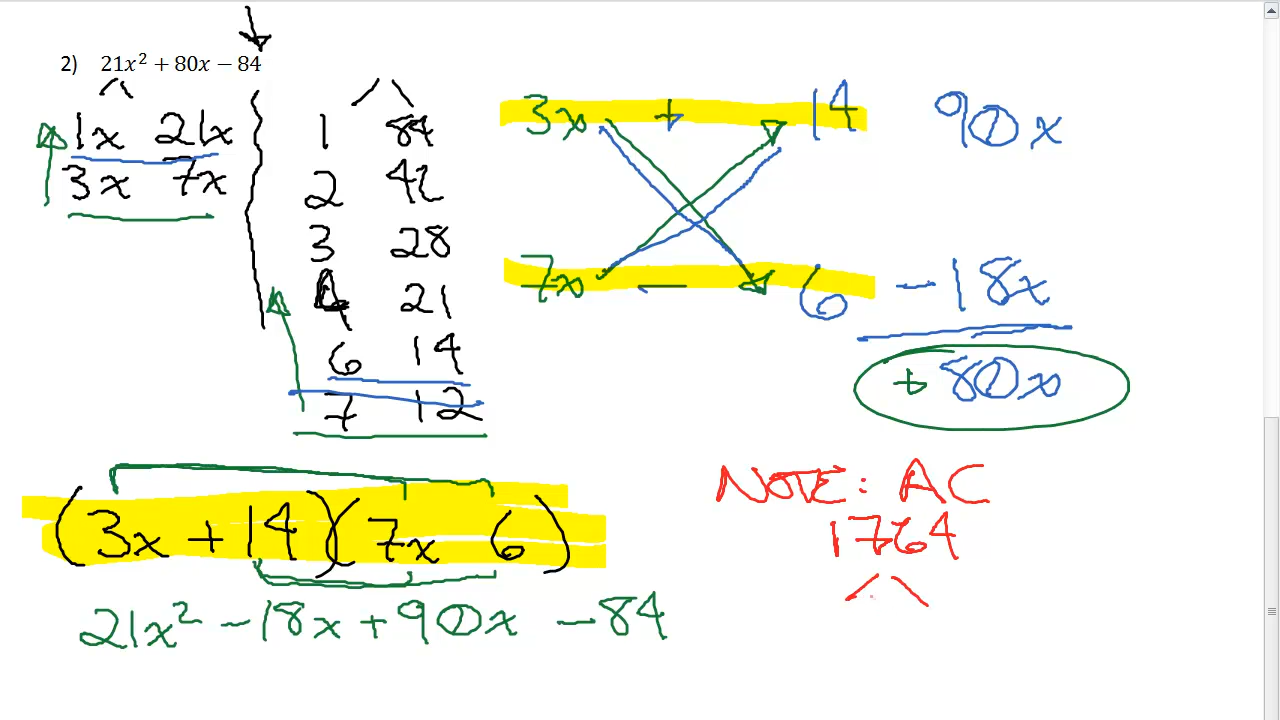 2) 21x² + 80x − 84
1x 21x
3x 7x
1 84
2 42
3 28
4 21
6 14
7 12
3x + 14 90x
7x − 6 −18x
+80x
(3x + 14)(7x 6)
21x² − 18x + 90x − 84
NOTE: AC
1764